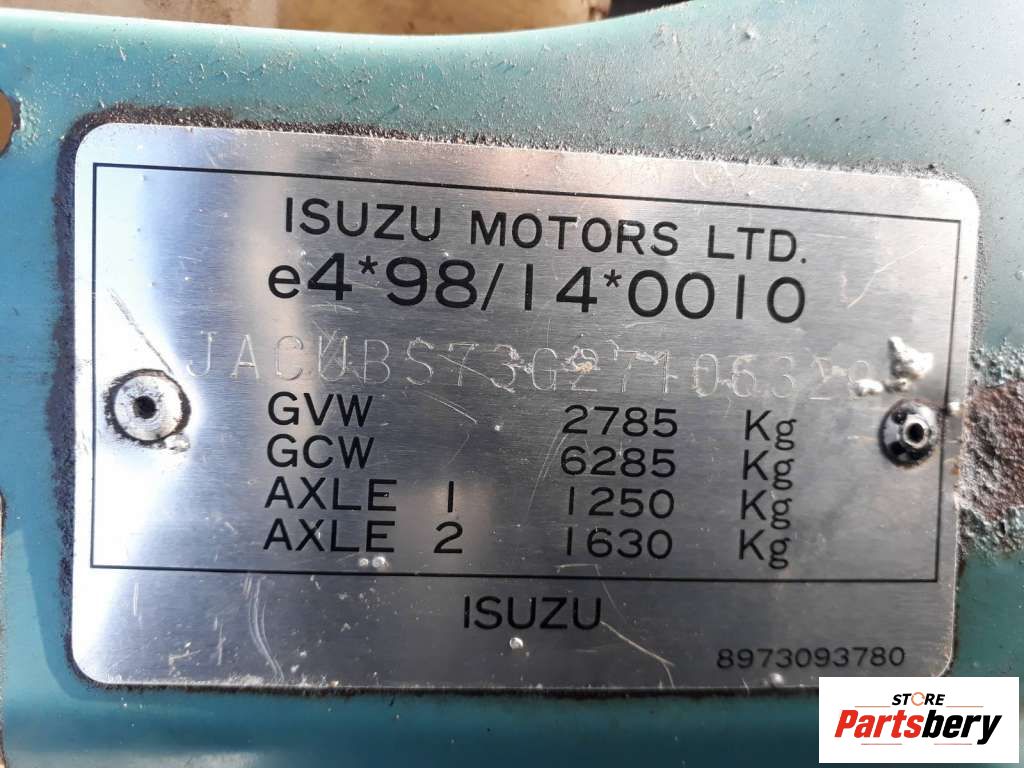 ISUZU MOTORS LTD.
e4*98/14*0010
GVW 2785 Kg
GCW 6285 Kg
AXLE 1 1250 Kg
AXLE 2 1630 Kg
ISUZU
8973093780
STORE
Partsbery